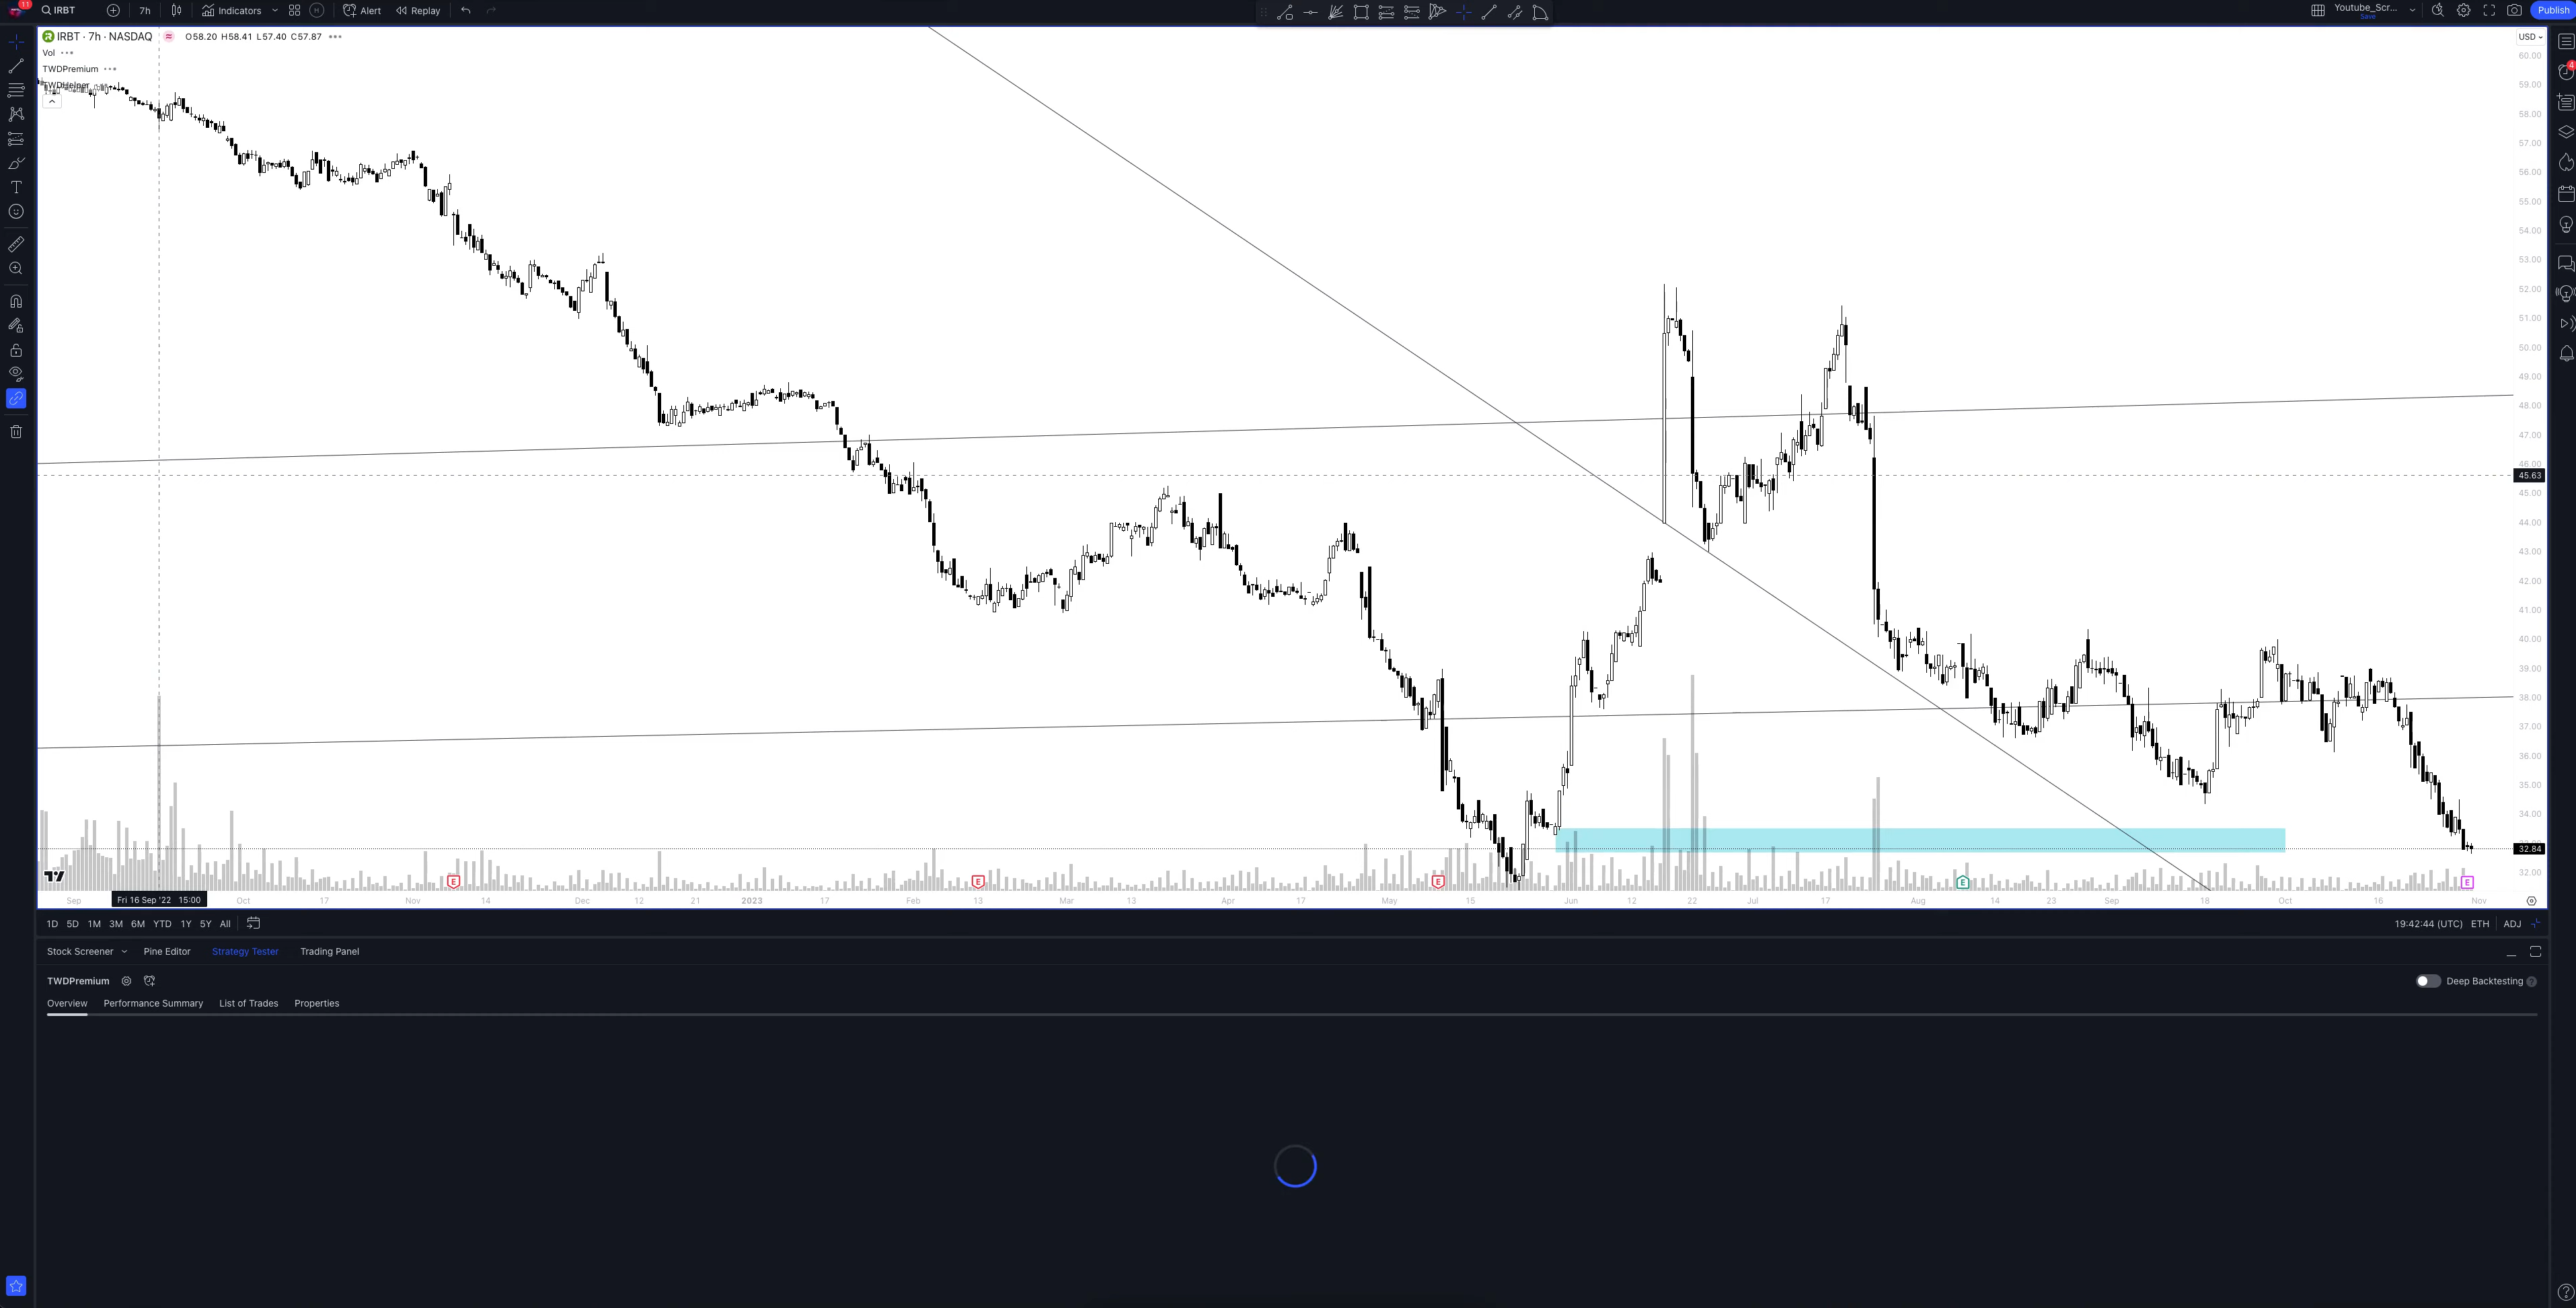 11 IRBT 7h Indicators H Alert Replay Youtube_Scr... Save Publish
IRBT · 7h · NASDAQ O58.20 H58.41 L57.40 C57.87 USD
Vol
TWDPremium
TWDHelper
60.00
59.00
58.00
57.00
56.00
55.00
54.00
53.00
52.00
51.00
50.00
49.00
48.00
47.00
46.00
45.63
45.00
44.00
43.00
42.00
41.00
40.00
39.00
38.00
37.00
36.00
35.00
34.00
32.84
32.00
4
E E E E E
Sep Fri 16 Sep '22 15:00 Oct 17 Nov 14 Dec 12 21 2023 17 Feb 13 Mar 13 Apr 17 May 15 Jun 12 22 Jul 17 Aug 14 23 Sep 18 Oct 16 Nov
1D 5D 1M 3M 6M YTD 1Y 5Y All 19:42:44 (UTC) ETH ADJ
Stock Screener Pine Editor Strategy Tester Trading Panel
TWDPremium Deep Backtesting
Overview Performance Summary List of Trades Properties